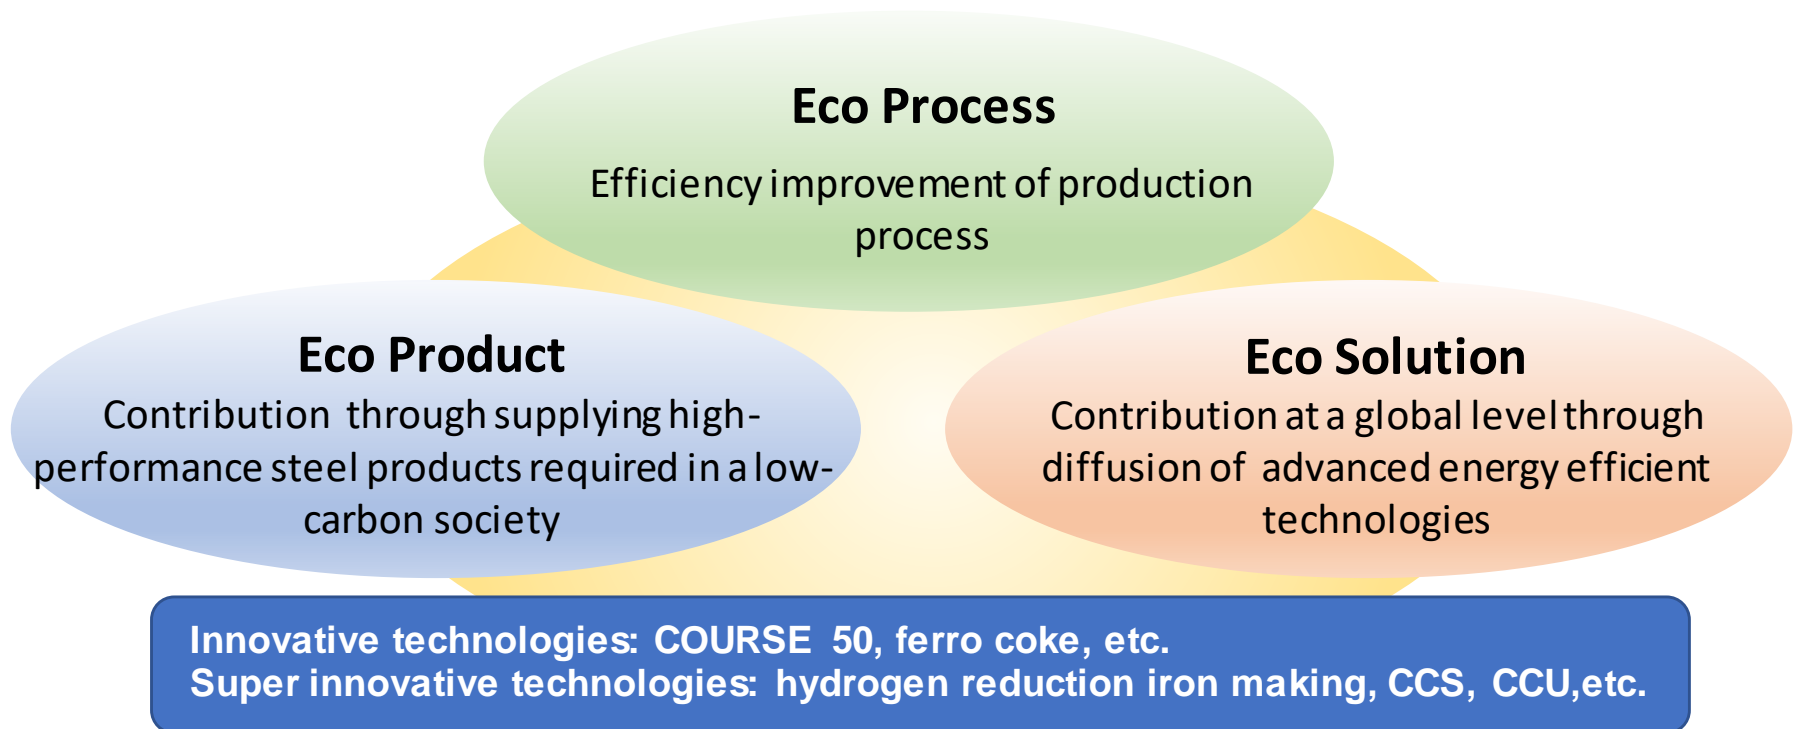 Eco Process
Efficiency improvement of production
process
Eco Product
Contribution through supplying high-
performance steel products required in a low-
carbon society
Eco Solution
Contribution at a global level through
diffusion of advanced energy efficient
technologies
Innovative technologies: COURSE 50, ferro coke, etc.
Super innovative technologies: hydrogen reduction iron making, CCS, CCU,etc.